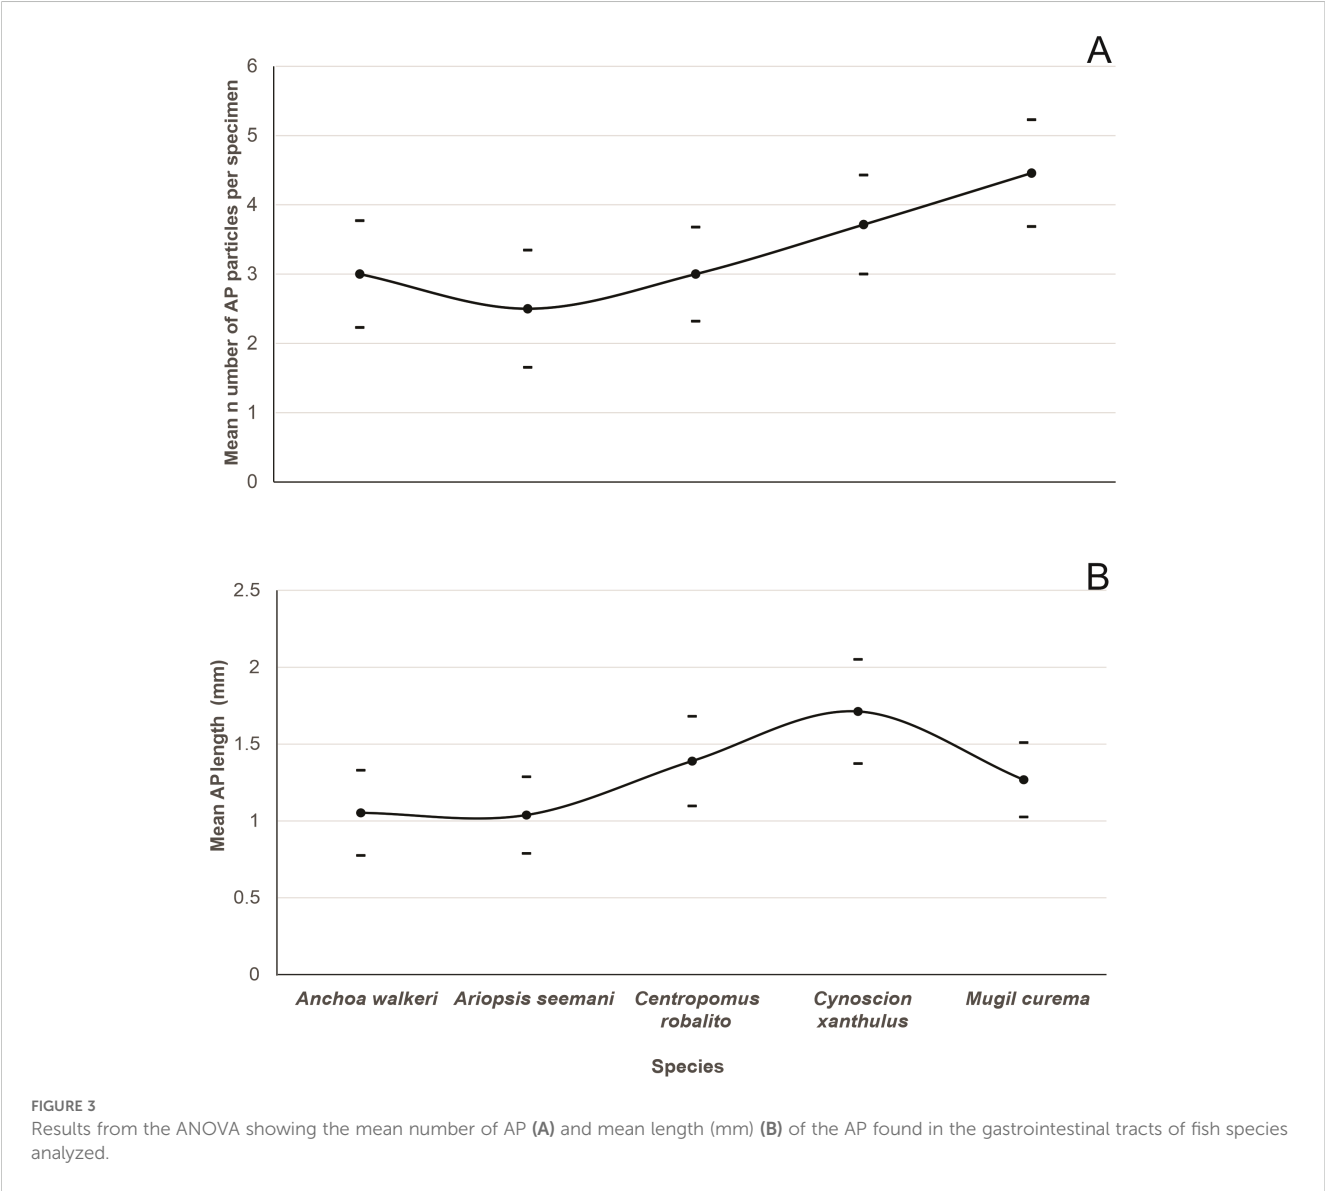 A
Mean n umber of AP particles per specimen
6
5
4
3
2
1
0
B
Mean AP length (mm)
2.5
2
1.5
1
0.5
0
Anchoa walkeri
Ariopsis seemani
Centropomus
robalito
Cynoscion
xanthulus
Mugil curema
Species
FIGURE 3
Results from the ANOVA showing the mean number of AP (A) and mean length (mm) (B) of the AP found in the gastrointestinal tracts of fish species
analyzed.